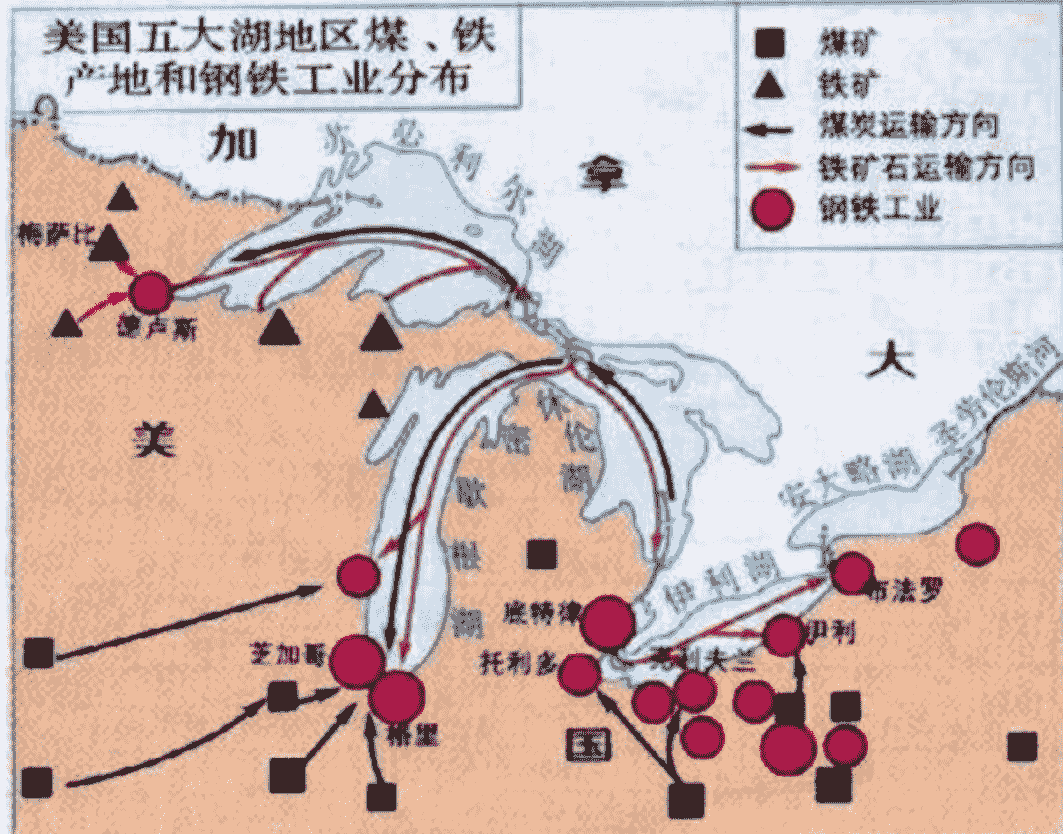 美国五大湖地区煤、铁
产地和钢铁工业分布
煤矿
铁矿
煤炭运输方向
铁矿石运输方向
钢铁工业
加拿大
苏必利尔湖
梅萨比
德卢斯
美国
休伦湖
密歇根湖
安大略湖
圣劳伦斯河
伊利湖
布法罗
底特律
伊利
芝加哥
托利多
克利夫兰
格里